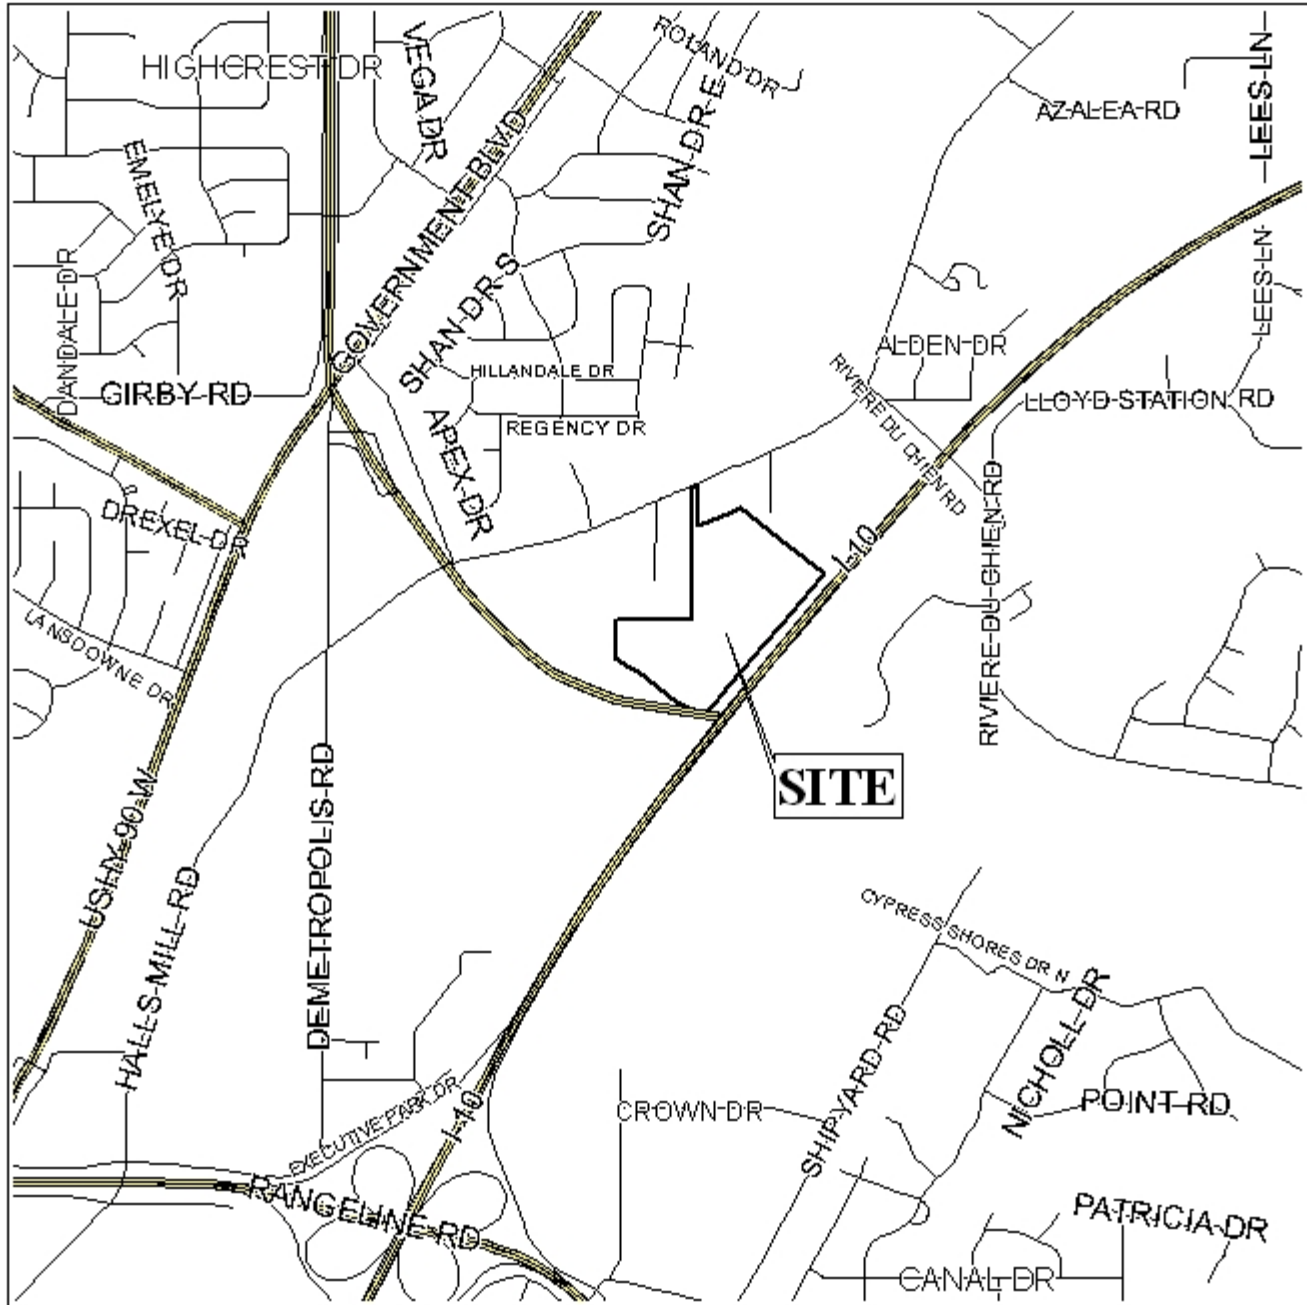 HIGHCREST DR
VEGA DR
ROLAND DR
AZALEA RD
LEES LN
EMELYE DR
GOVERNMENT BLVD
SHAN DR E
DANDALE DR
SHAN DR S
LEES LN
ALDEN DR
GIRBY RD
HILLANDALE DR
RIVIERE DU CHIEN RD
LLOYD STATION RD
APEX DR
REGENCY DR
DREXEL DR
I-10
LANSDOWNE DR
RIVIERE DU CHIEN RD
SITE
USHY 90 W
HALLS MILL RD
DEMETROPOLIS RD
CYPRESS SHORES DR N
NICHOLL DR
SHIPYARD RD
EXECUTIVE PARK DR
I-10
CROWN DR
POINT RD
RANGELINE RD
PATRICIA DR
CANAL DR